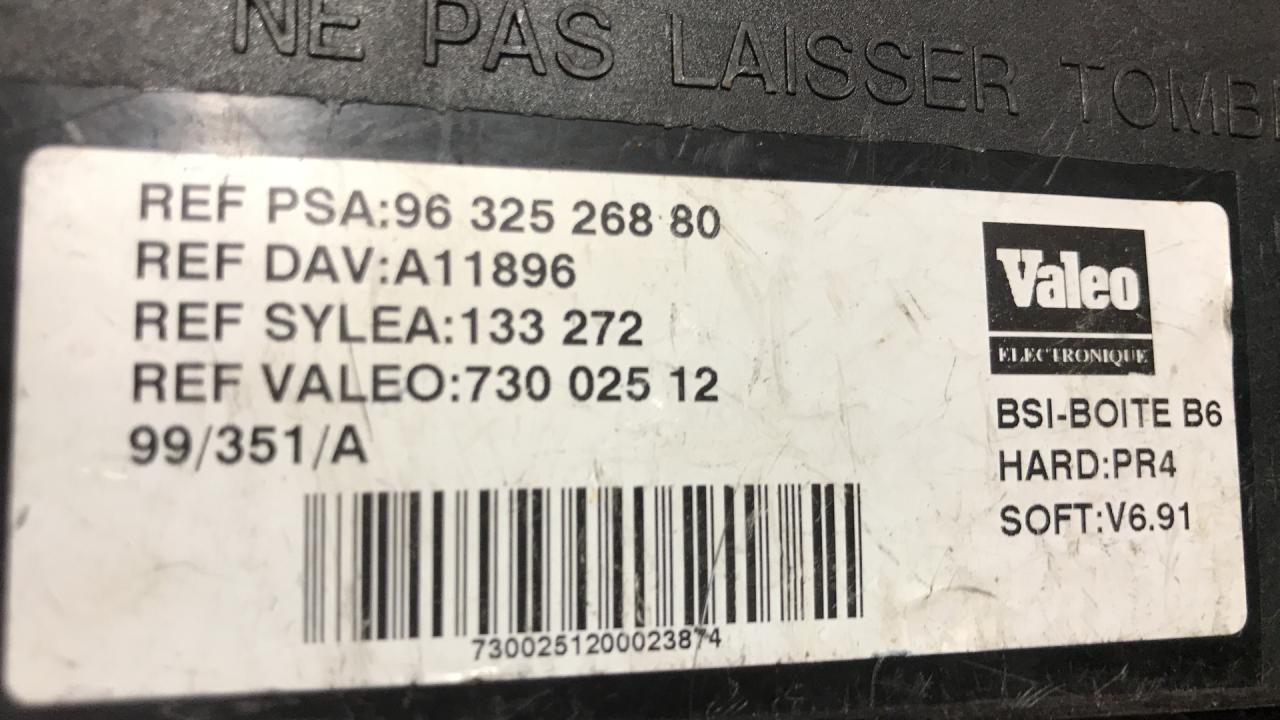 NE PAS LAISSER TOMB
REF PSA:96 325 268 80
REF DAV:A11896
REF SYLEA:133 272
REF VALEO:730 025 12
99/351/A
7300251200023874
Valeo
ELECTRONIQUE
BSI-BOITE B6
HARD:PR4
SOFT:V6.91